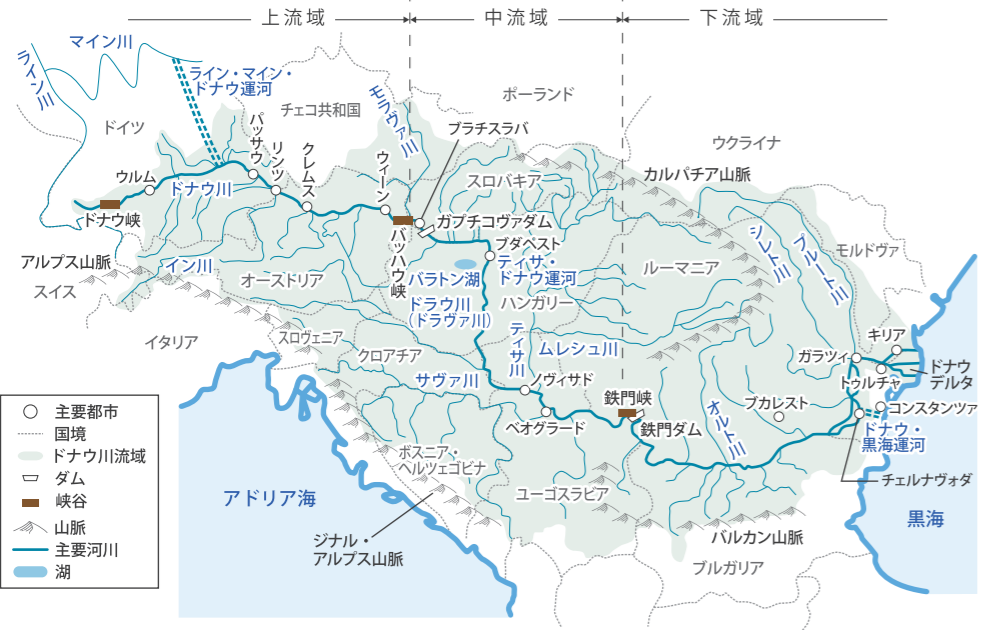 上流域
中流域
下流域
マイン川
ライン川
ライン・マイン・
ドナウ運河
チェコ共和国
モラヴァ川
ポーランド
ドイツ
パッサウ
リンツ
クレムス
ウィーン
ブラチスラバ
ウクライナ
ウルム
ドナウ川
スロバキア
カルパチア山脈
ドナウ峡
バッハウ峡
ガプチコヴァダム
ブダペスト
シレト川
プルート川
モルドヴァ
アルプス山脈
イン川
ティサ・
ドナウ運河
ルーマニア
スイス
オーストリア
バラトン湖
ハンガリー
ドラウ川
(ドラヴァ川)
イタリア
スロヴェニア
クロアチア
ティサ川
ムレシュ川
キリア
ガラツィ
ドナウ
デルタ
サヴァ川
ノヴィサド
鉄門峡
トゥルチャ
ブカレスト
コンスタンツァ
ベオグラード
鉄門ダム
オルト川
ドナウ・
黒海運河
主要都市
国境
ドナウ川流域
ダム
峡谷
山脈
主要河川
湖
ボスニア・
ヘルツェゴビナ
チェルナヴォダ
アドリア海
ユーゴスラビア
黒海
ジナル・
アルプス山脈
バルカン山脈
ブルガリア